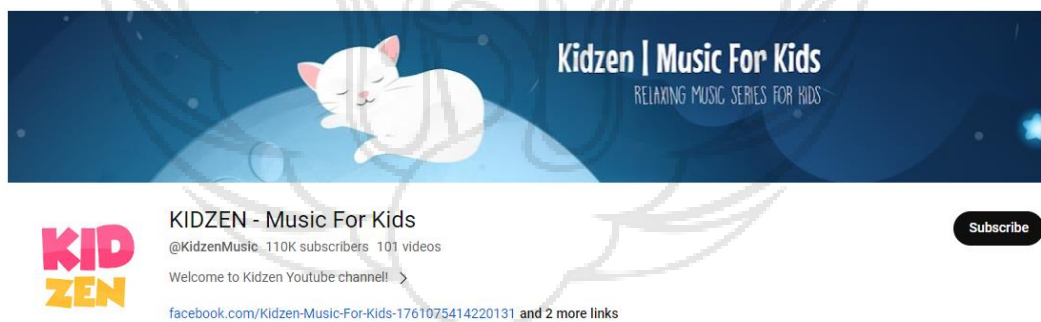 Kidzen | Music For Kids
RELAXING MUSIC SERIES FOR KIDS
KID
ZEN
KIDZEN - Music For Kids
@KidzenMusic 110K subscribers 101 videos
Welcome to Kidzen Youtube channel! >
facebook.com/Kidzen-Music-For-Kids-1761075414220131 and 2 more links
Subscribe